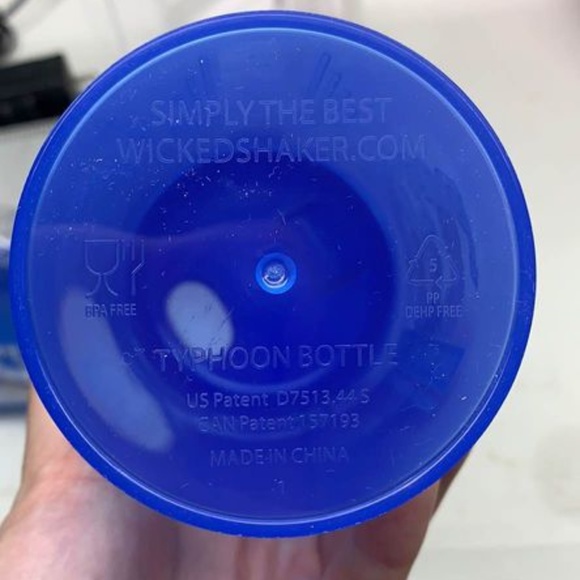 SIMPLY THE BEST
WICKEDSHAKER.COM
BPA FREE
5
PP
DEHP FREE
TYPHOON BOTTLE
US Patent D7513.44 S
CAN Patent 157193
MADE IN CHINA